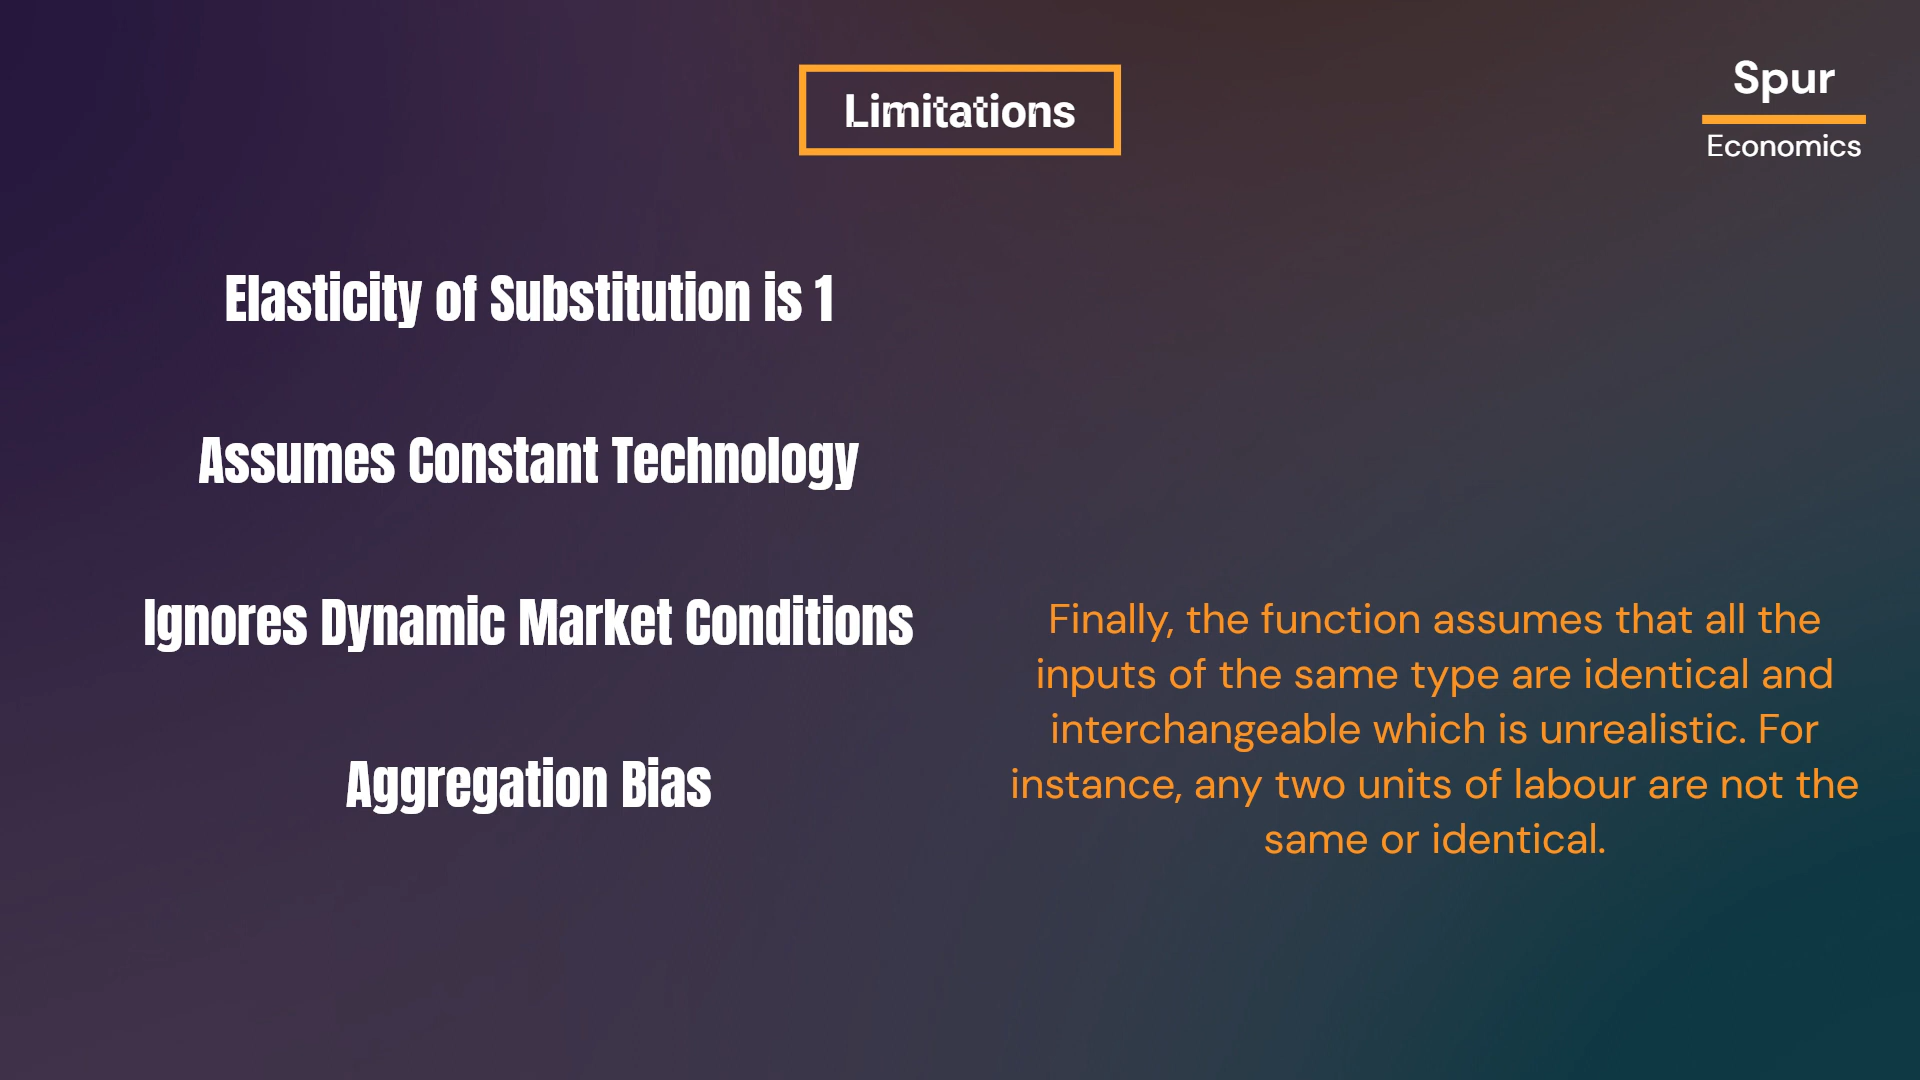 Limitations
Spur
Economics
Elasticity of Substitution is 1
Assumes Constant Technology
Ignores Dynamic Market Conditions
Aggregation Bias
Finally, the function assumes that all the
inputs of the same type are identical and
interchangeable which is unrealistic. For
instance, any two units of labour are not the
same or identical.